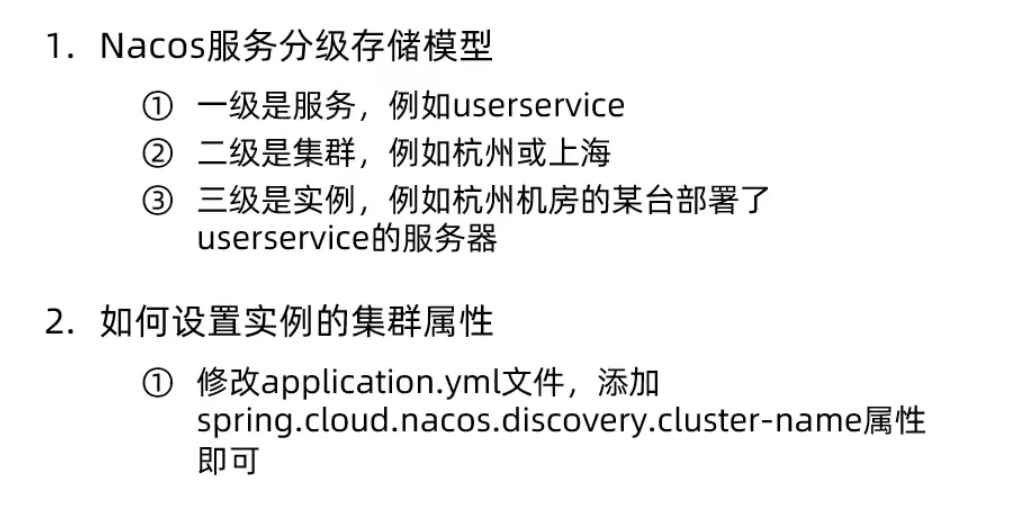 1. Nacos服务分级存储模型
① 一级是服务，例如userservice
② 二级是集群，例如杭州或上海
③ 三级是实例，例如杭州机房的某台部署了
userservice的服务器
2. 如何设置实例的集群属性
① 修改application.yml文件，添加
spring.cloud.nacos.discovery.cluster-name属性
即可